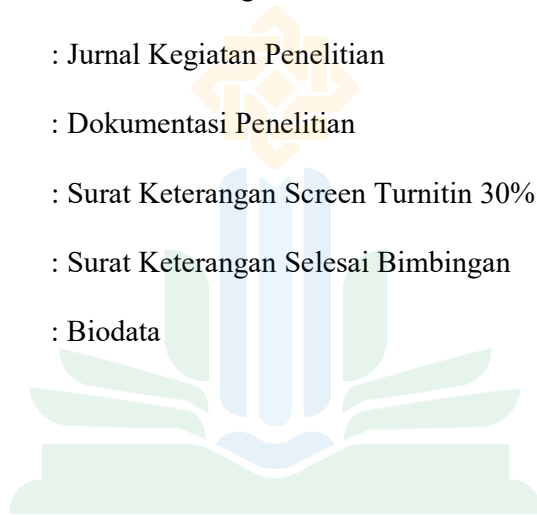 : Jurnal Kegiatan Penelitian
: Dokumentasi Penelitian
: Surat Keterangan Screen Turnitin 30%
: Surat Keterangan Selesai Bimbingan
: Biodata